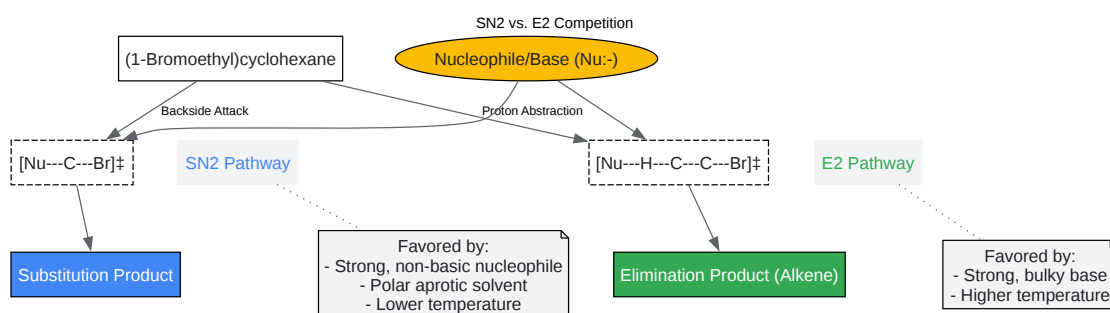 SN2 vs. E2 Competition
(1-Bromoethyl)cyclohexane
Nucleophile/Base (Nu:-)
Backside Attack
Proton Abstraction
[Nu---C---Br]‡
SN2 Pathway
[Nu---H---C---C---Br]‡
E2 Pathway
Substitution Product
Favored by:
- Strong, non-basic nucleophile
- Polar aprotic solvent
- Lower temperature
Elimination Product (Alkene)
Favored by:
- Strong, bulky base
- Higher temperature